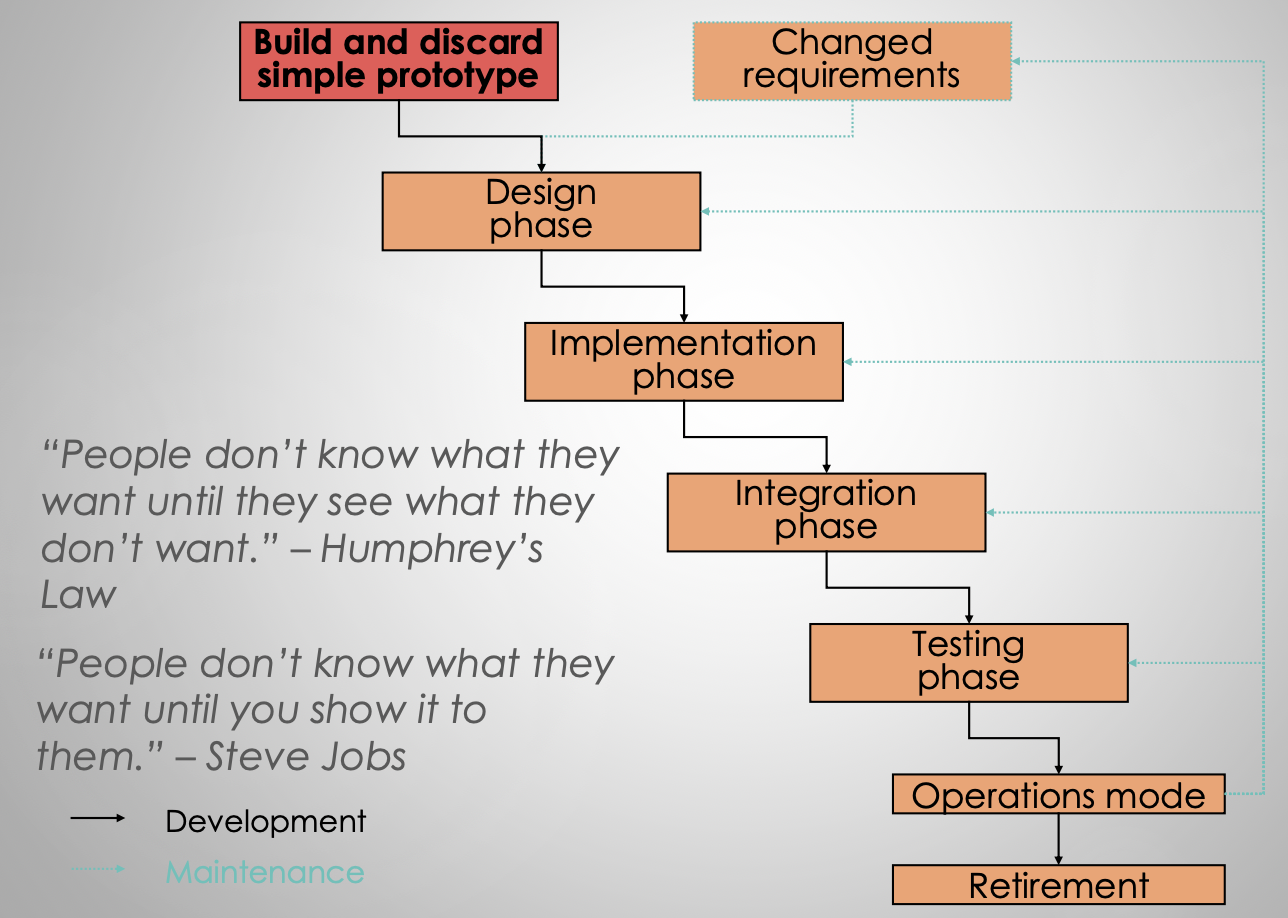 Build and discard
simple prototype
Changed
requirements
Design
phase
Implementation
phase
Integration
phase
Testing
phase
Operations mode
Retirement
“People don’t know what they
want until they see what they
don’t want.” – Humphrey’s
Law
“People don’t know what they
want until you show it to
them.” – Steve Jobs
Development
Maintenance